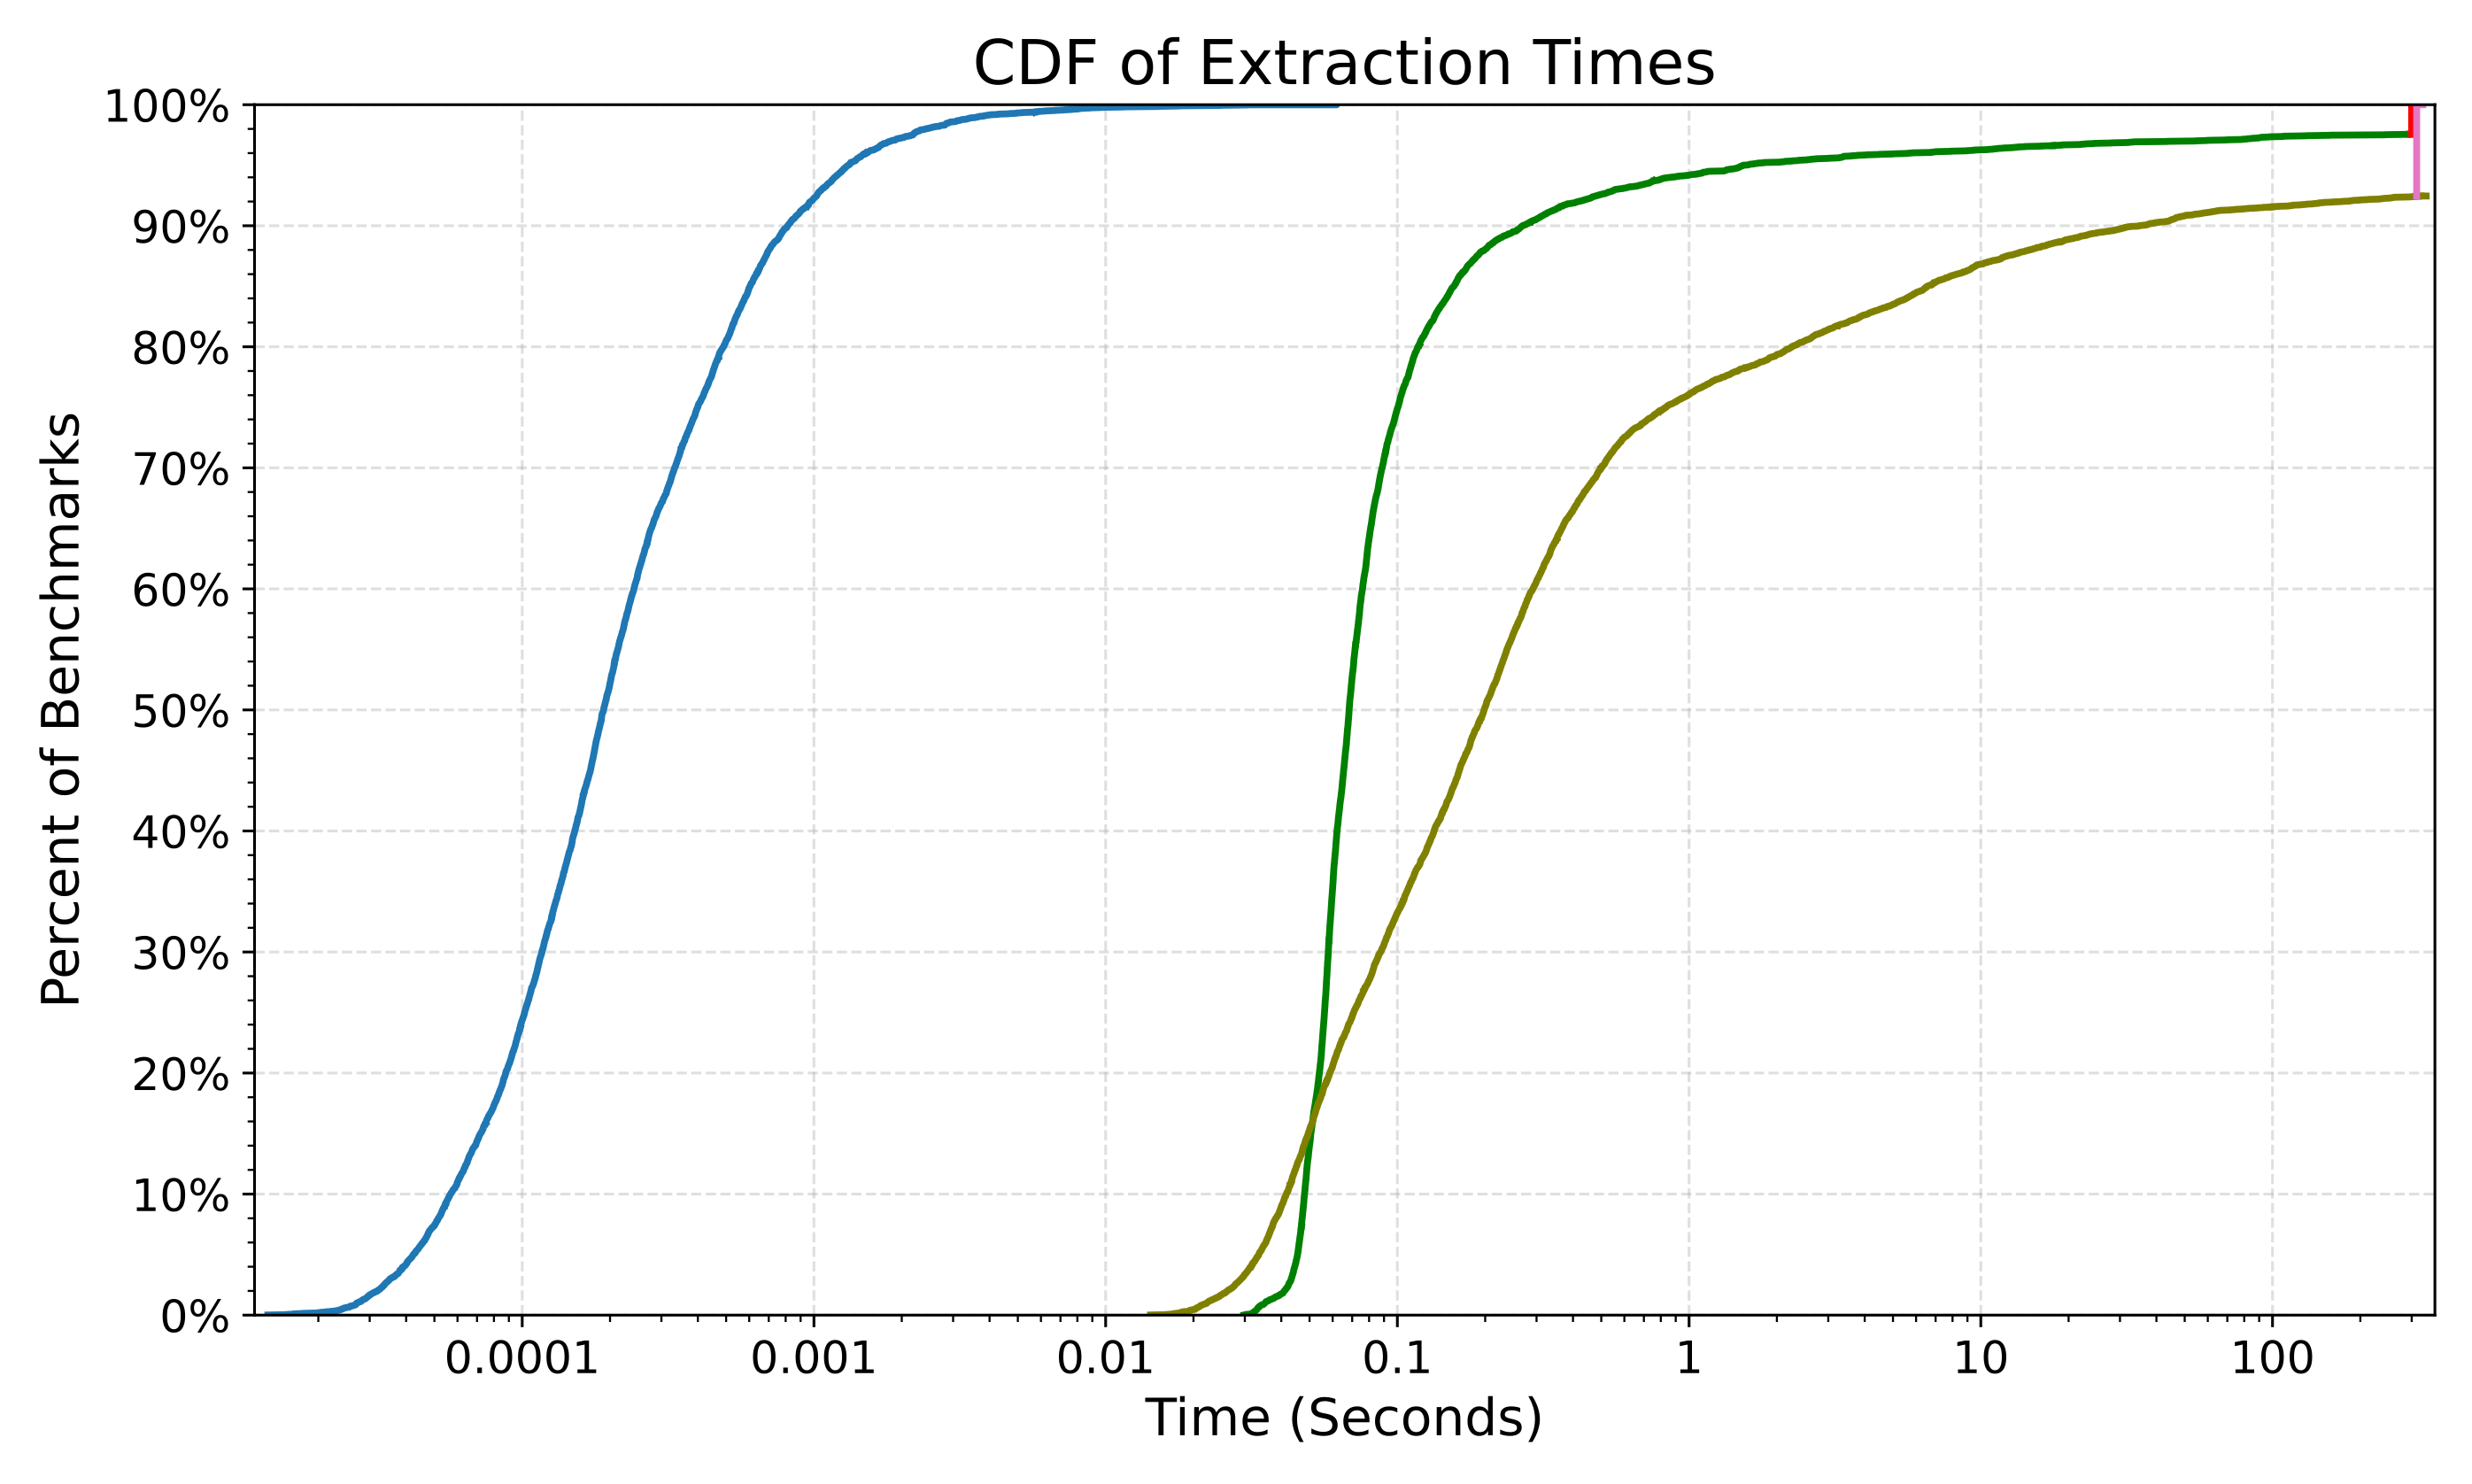 CDF of Extraction Times
Percent of Benchmarks
100%
90%
80%
70%
60%
50%
40%
30%
20%
10%
0%
0.0001 0.001 0.01 0.1 1 10 100
Time (Seconds)